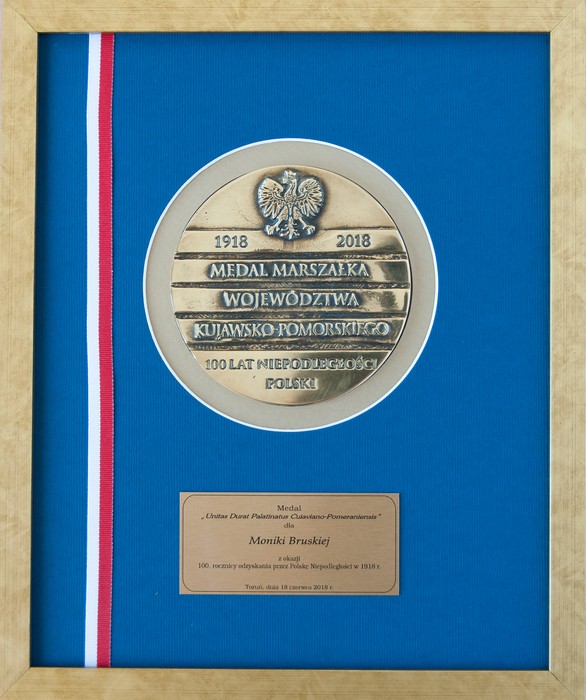 1918 2018
MEDAL MARSZAŁKA
WOJEWÓDZTWA
KUJAWSKO-POMORSKIEGO
100 LAT NIEPODLEGŁOŚCI
POLSKI
Medal
„Unitas Durat Palatinatus Cuiaviano-Pomeraniensis”
dla
Moniki Bruskiej
z okazji
100. rocznicy odzyskania przez Polskę Niepodległości w 1918 r.
Toruń, dnia 18 czerwca 2018 r.